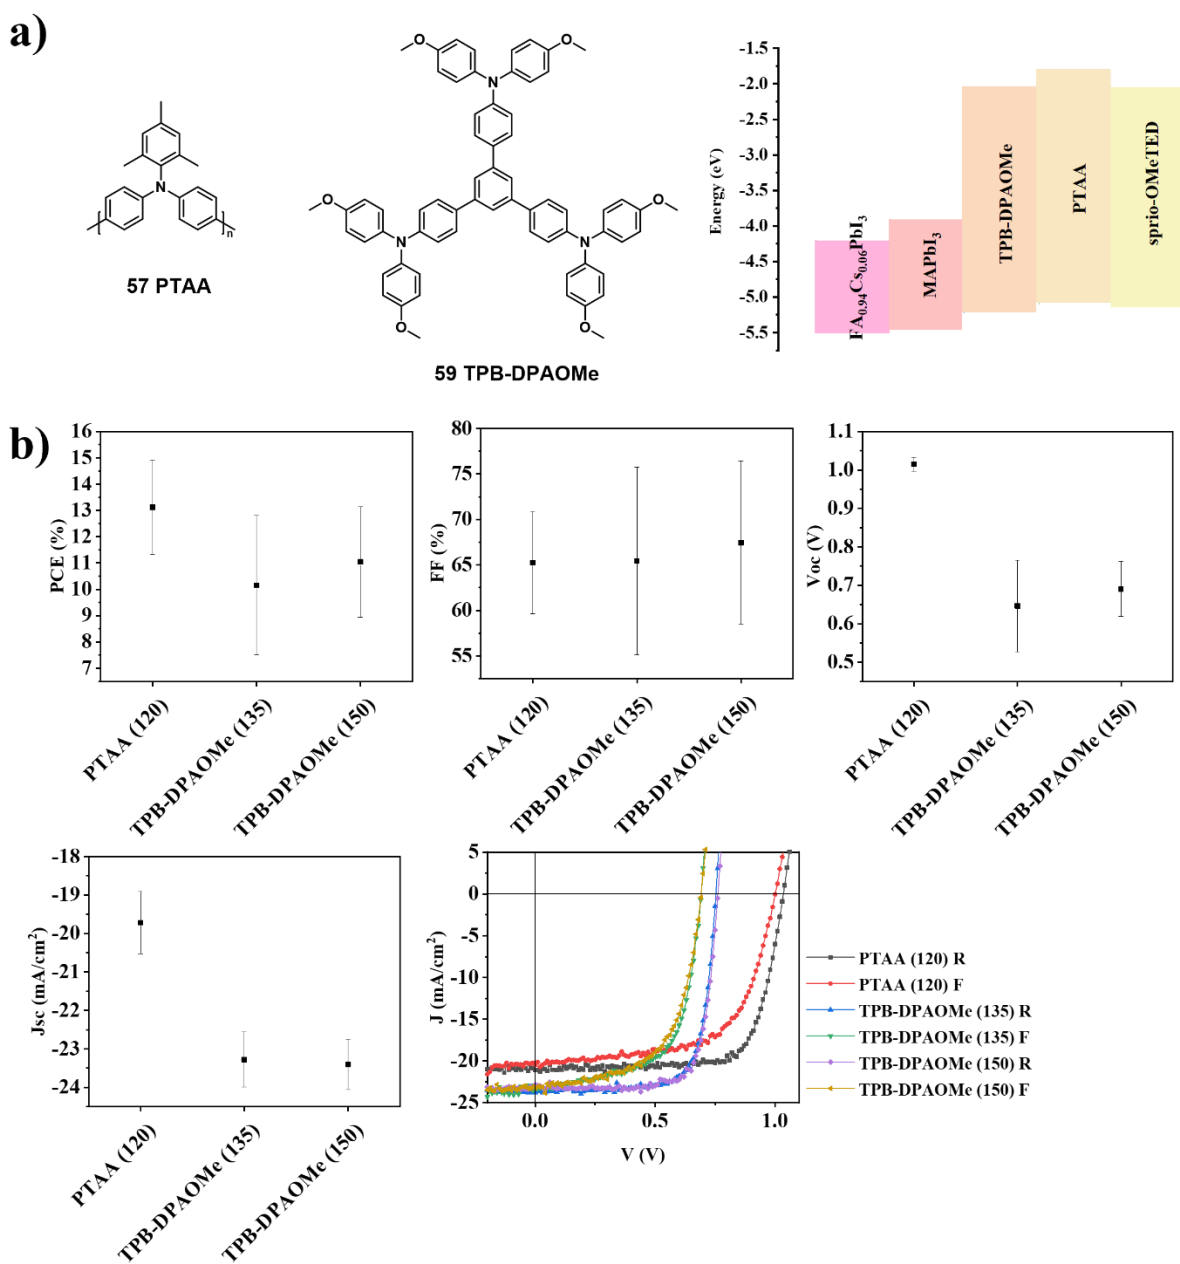 a)
O
O
N
N
n
57 PTAA
O
O
N
N
O
O
59 TPB-DPAOMe
Energy (eV)
-1.5
-2.0
-2.5
-3.0
-3.5
-4.0
-4.5
-5.0
-5.5
FA0.94Cs0.06PbI3
MAPbI3
TPB-DPAOMe
PTAA
sprio-OMeTED
b)
PCE (%)
16
15
14
13
12
11
10
9
8
7
PTAA (120)
TPB-DPAOMe (135)
TPB-DPAOMe (150)
FF (%)
80
75
70
65
60
55
PTAA (120)
TPB-DPAOMe (135)
TPB-DPAOMe (150)
Voc (V)
1.1
1.0
0.9
0.8
0.7
0.6
0.5
PTAA (120)
TPB-DPAOMe (135)
TPB-DPAOMe (150)
Jsc (mA/cm2)
-18
-19
-20
-21
-22
-23
-24
PTAA (120)
TPB-DPAOMe (135)
TPB-DPAOMe (150)
J (mA/cm2)
5
0
-5
-10
-15
-20
-25
0.0 0.5 1.0
V (V)
PTAA (120) R
PTAA (120) F
TPB-DPAOMe (135) R
TPB-DPAOMe (135) F
TPB-DPAOMe (150) R
TPB-DPAOMe (150) F